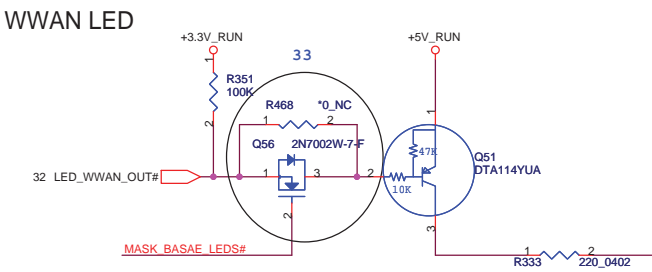 WWAN LED
+3.3V_RUN
33
+5V_RUN
1
R351
100K
2
R468 *0_NC
1 2
Q56 2N7002W-7-F
1
47K
Q51
DTA114YUA
32 LED_WWAN_OUT#
1 3 2
10K
2
3
MASK_BASAE_LEDS#
1 2
R333 220_0402